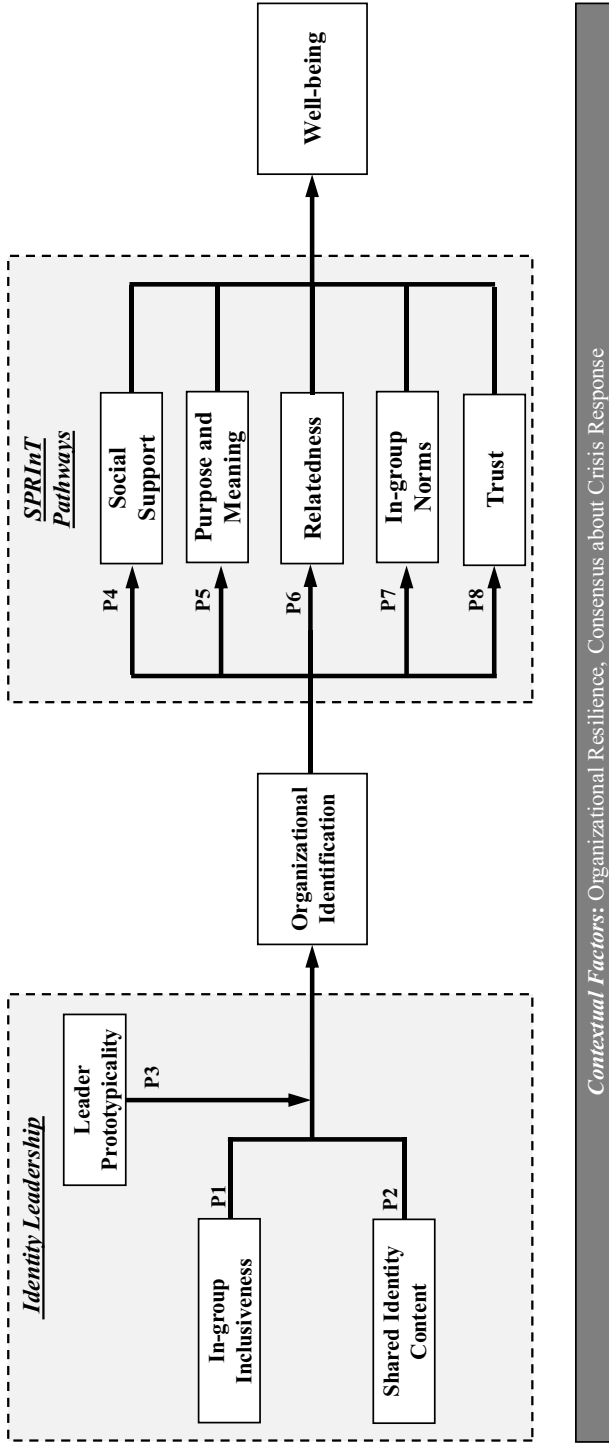 Identity Leadership
Leader
Prototypicality
P3
In-group
Inclusiveness
P1
Shared Identity
Content
P2
Organizational
Identification
SPRInT
Pathways
P4
Social
Support
P5
Purpose and
Meaning
P6
Relatedness
P7
In-group
Norms
P8
Trust
Well-being
Contextual Factors: Organizational Resilience, Consensus about Crisis Response